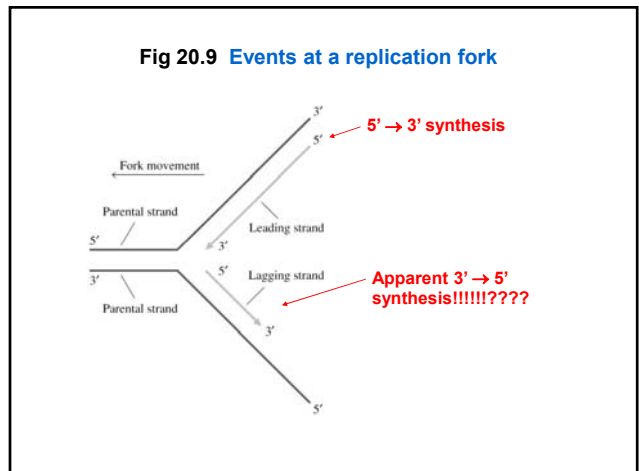 Fig 20.9 Events at a replication fork
3′
5′
5’ → 3’ synthesis
Fork movement
Parental strand
Leading strand
5′
3′
3′
5′
Lagging strand
Parental strand
Apparent 3’ → 5’
synthesis!!!!!!????
3′
5′